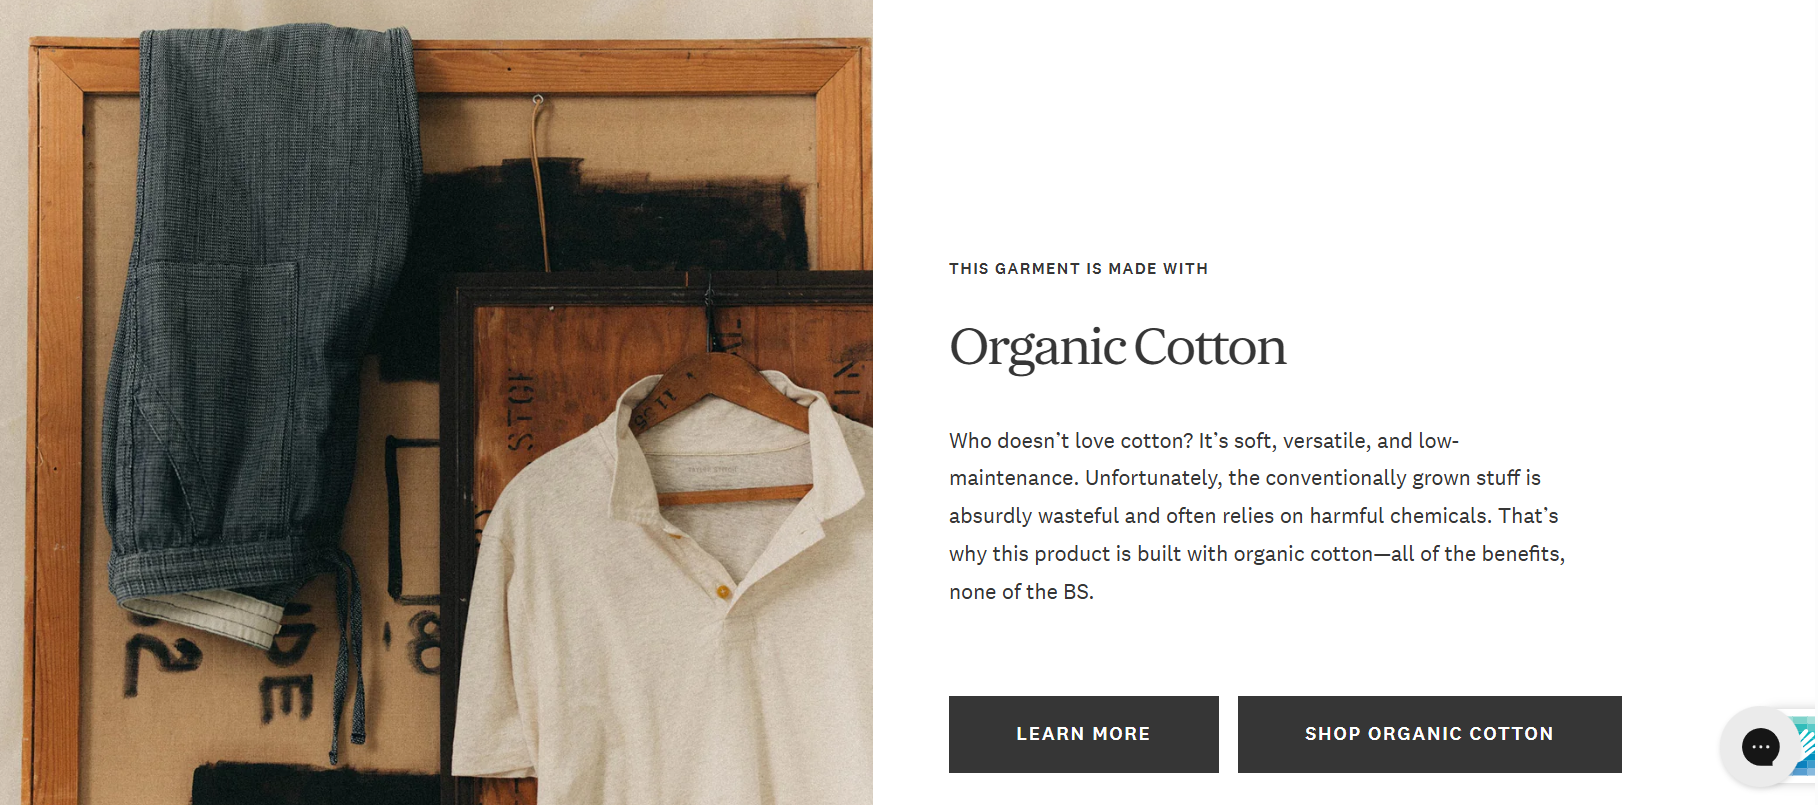 THIS GARMENT IS MADE WITH
Organic Cotton
Who doesn’t love cotton? It’s soft, versatile, and low-
maintenance. Unfortunately, the conventionally grown stuff is
absurdly wasteful and often relies on harmful chemicals. That’s
why this product is built with organic cotton—all of the benefits,
none of the BS.
LEARN MORE
SHOP ORGANIC COTTON